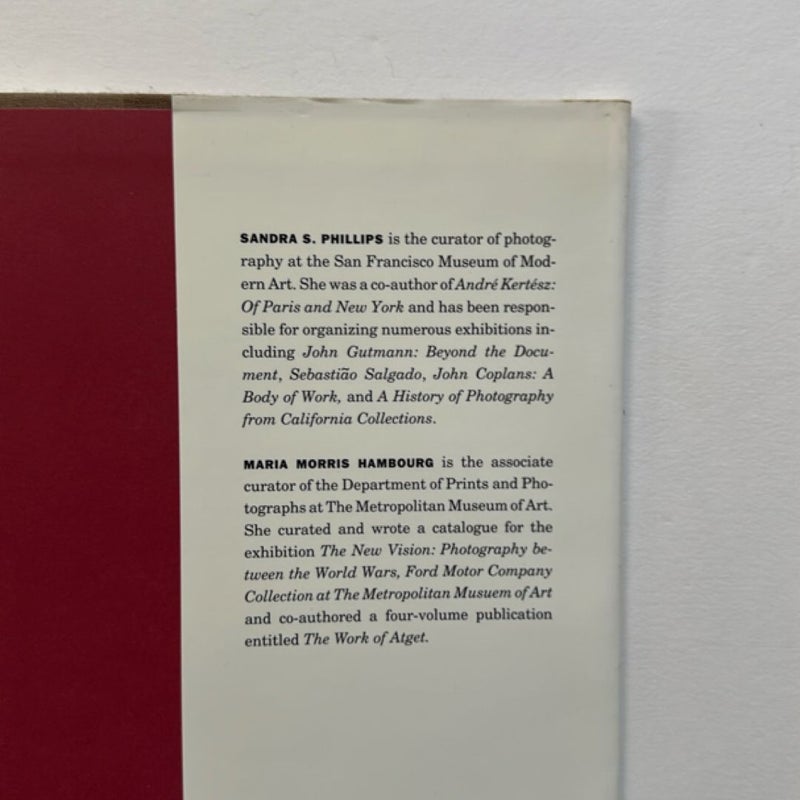 SANDRA S. PHILLIPS is the curator of photog-
raphy at the San Francisco Museum of Mod-
ern Art. She was a co-author of André Kertész:
Of Paris and New York and has been respon-
sible for organizing numerous exhibitions in-
cluding John Gutmann: Beyond the Docu-
ment, Sebastião Salgado, John Coplans: A
Body of Work, and A History of Photography
from California Collections.
MARIA MORRIS HAMBOURG is the associate
curator of the Department of Prints and Pho-
tographs at The Metropolitan Museum of Art.
She curated and wrote a catalogue for the
exhibition The New Vision: Photography be-
tween the World Wars, Ford Motor Company
Collection at The Metropolitan Musuem of Art
and co-authored a four-volume publication
entitled The Work of Atget.